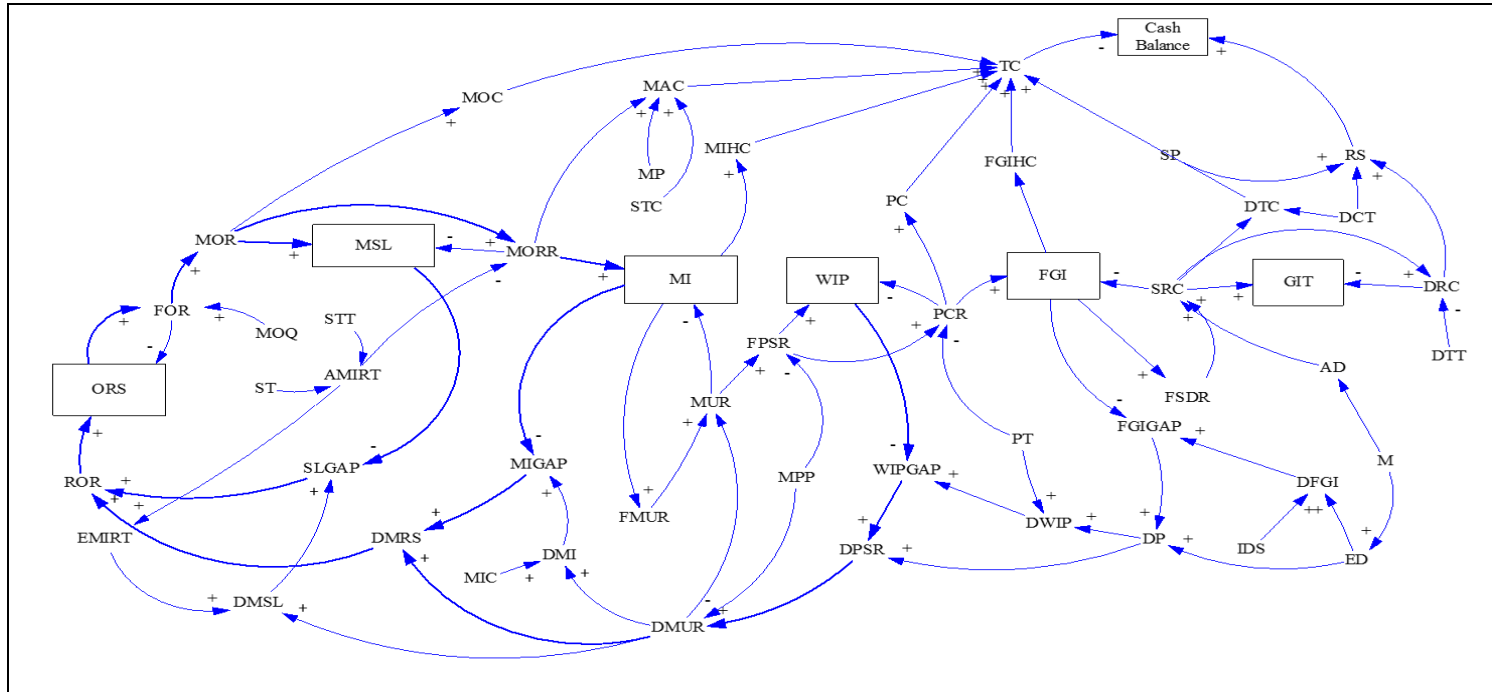 Cash
Balance
-
+
TC
+
+
+
+
+
MAC
MOC
+
+
+
MIHC
MP
FGIHC
SP
+
RS
+
+
STC
PC
DTC
DCT
+
MOR
+
MSL
-
+
MORR
-
+
MI
WIP
-
+
FGI
-
SRC
+
+
GIT
-
+
DRC
-
+
FOR
+
+
MOQ
STT
-
PCR
+
-
FPSR
+
+
-
DTT
-
ORS
ST
AMIRT
-
MUR
+
+
FSDR
AD
+
-
FGIGAP
+
-
SLGAP
+
-
MIGAP
+
-
WIPGAP
+
PT
MPP
M
ROR
+
+
+
EMIRT
+
FMUR
DMRS
+
+
DPSR
+
+
DWIP
+
+
DP
+
+
DFGI
++
IDS
+
ED
MIC
+
DMI
+
+
DMSL
+
DMUR
-
+